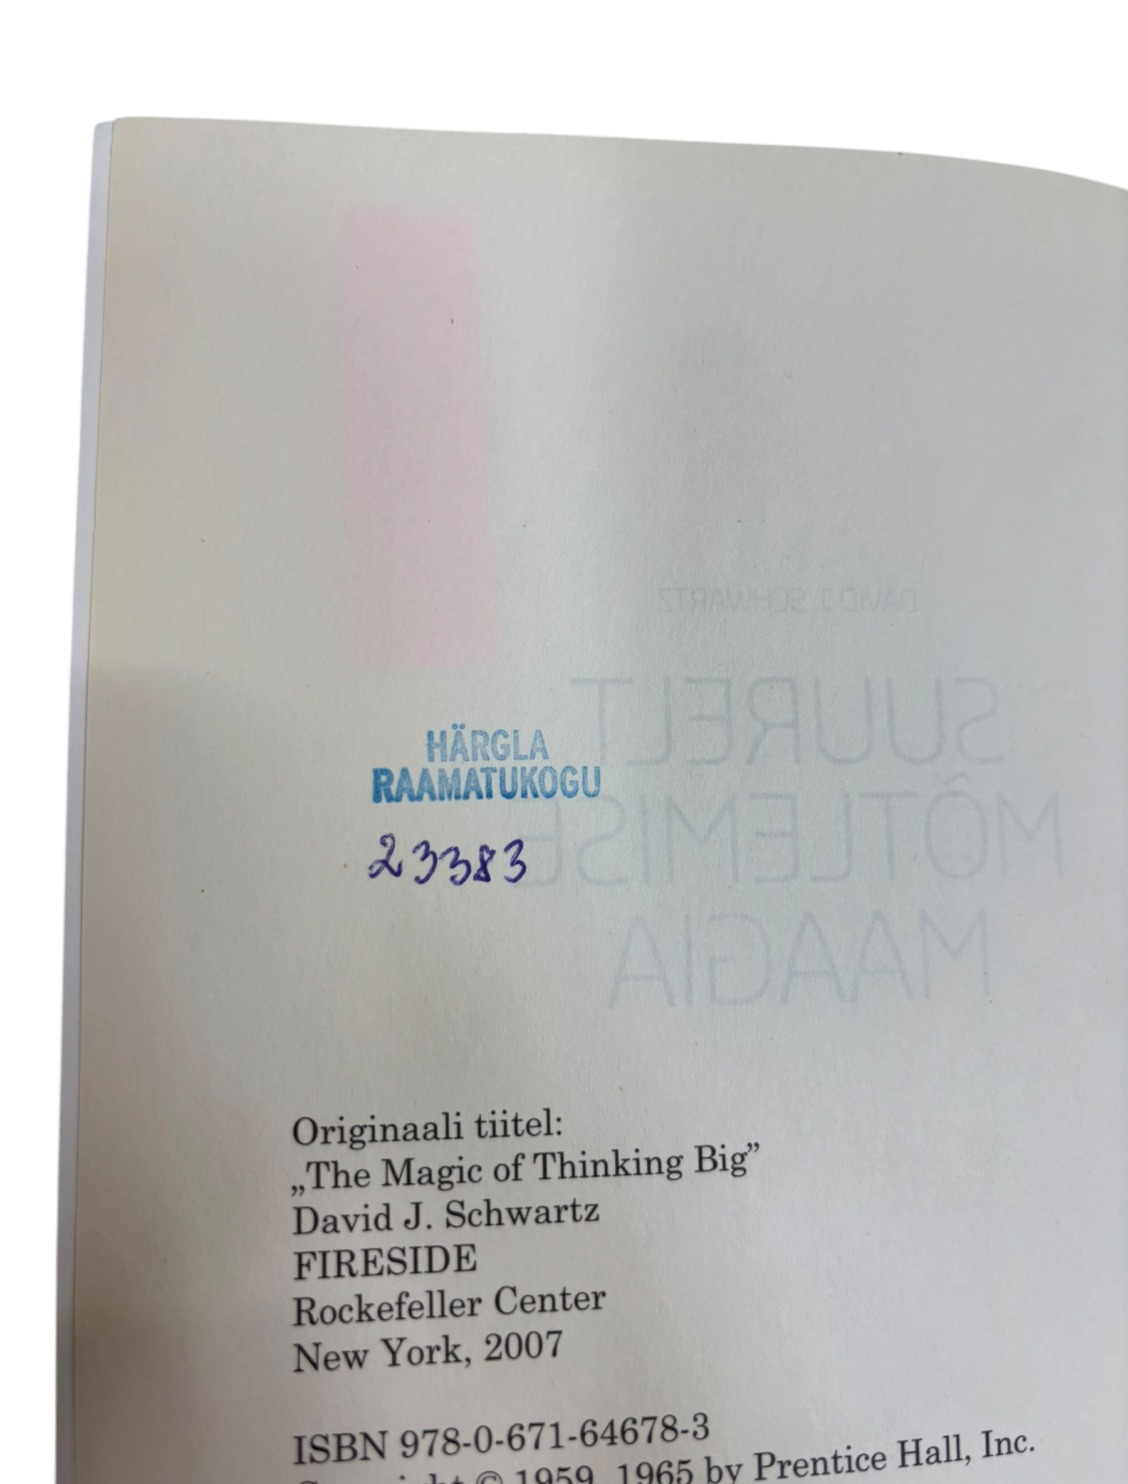 DAVID J. SCHWARTZ
SUURELT
MÕTLEMISE
MAAGIA
HÄRGLA
RAAMATUKOGU
23383
Originaali tiitel:
„The Magic of Thinking Big”
David J. Schwartz
FIRESIDE
Rockefeller Center
New York, 2007
ISBN 978-0-671-64678-3
Copyright © 1959, 1965 by Prentice Hall, Inc.